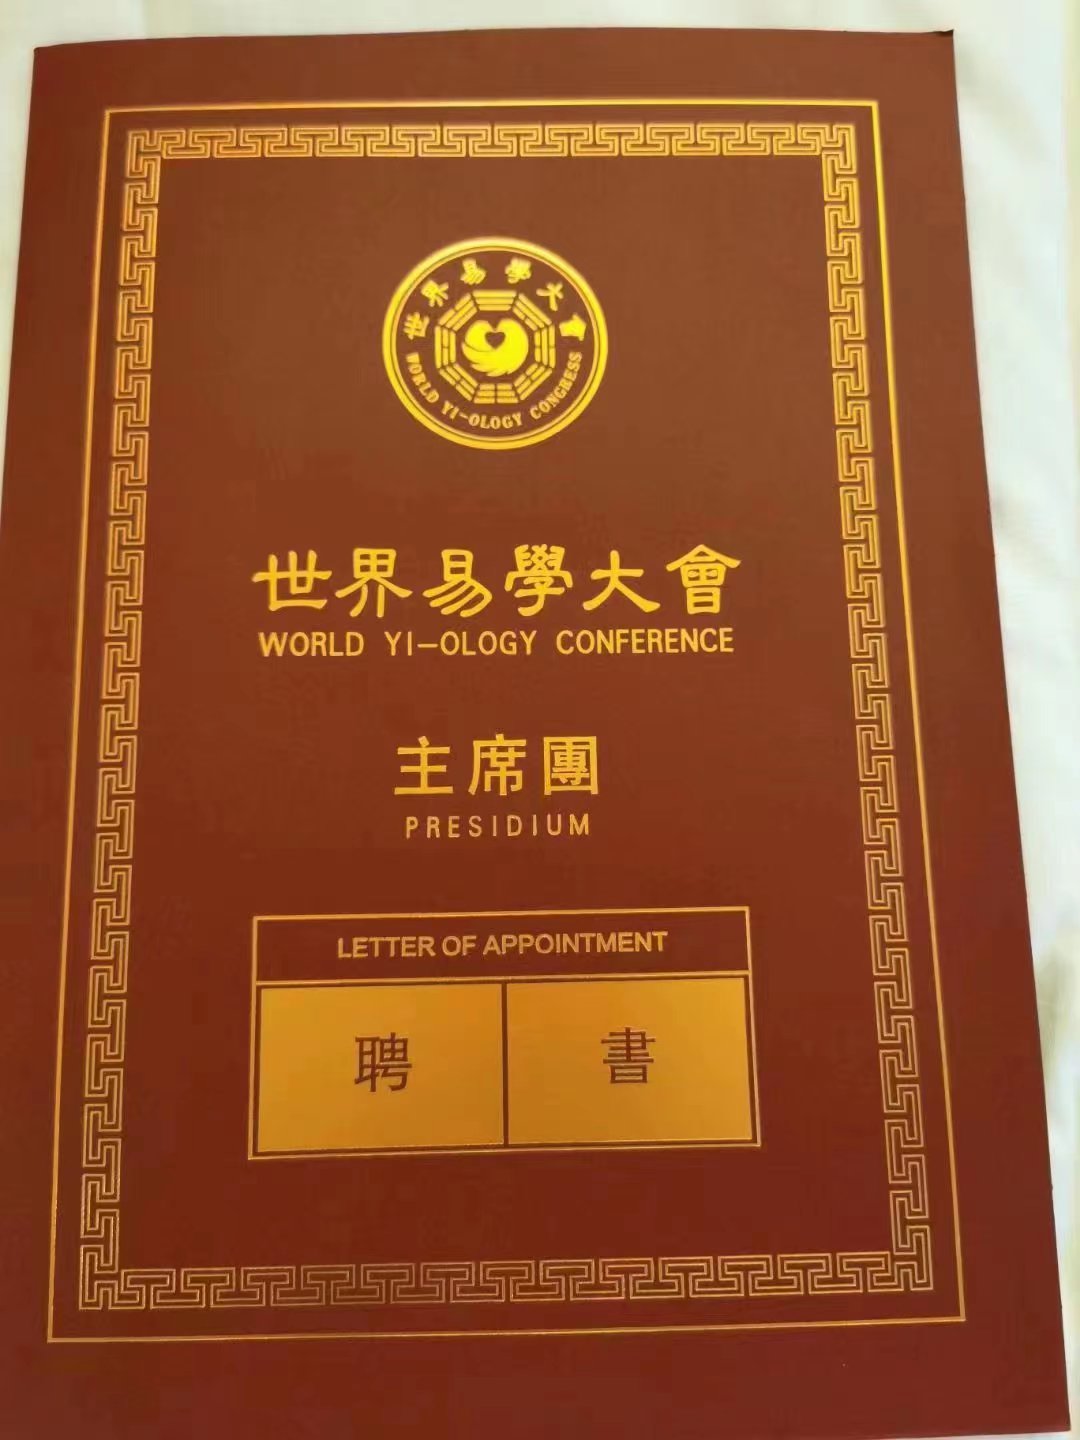 世界易學大會
WORLD YI-OLOGY CONGRESS
世界易學大會
WORLD YI-OLOGY CONFERENCE
主席團
PRESIDIUM
LETTER OF APPOINTMENT
聘書